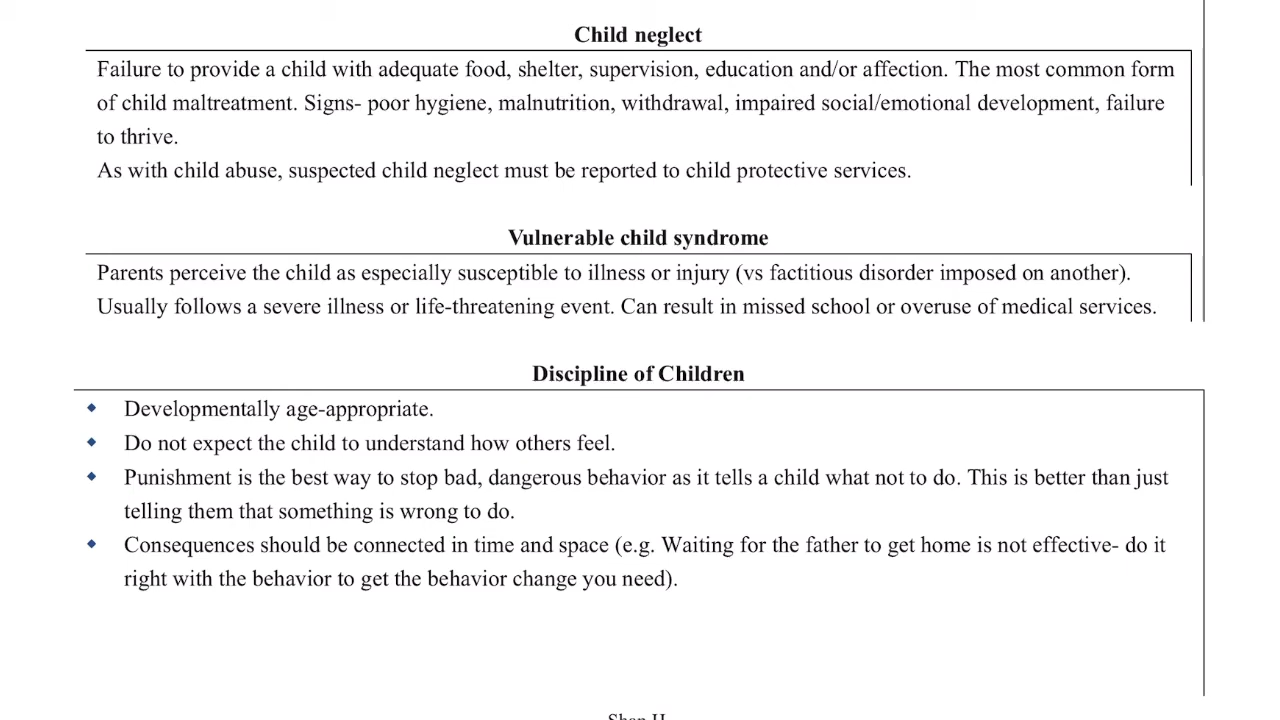 Child neglect
Failure to provide a child with adequate food, shelter, supervision, education and/or affection. The most common form
of child maltreatment. Signs- poor hygiene, malnutrition, withdrawal, impaired social/emotional development, failure
to thrive.
As with child abuse, suspected child neglect must be reported to child protective services.
Vulnerable child syndrome
Parents perceive the child as especially susceptible to illness or injury (vs factitious disorder imposed on another).
Usually follows a severe illness or life-threatening event. Can result in missed school or overuse of medical services.
Discipline of Children
Developmentally age-appropriate.
Do not expect the child to understand how others feel.
Punishment is the best way to stop bad, dangerous behavior as it tells a child what not to do. This is better than just
telling them that something is wrong to do.
Consequences should be connected in time and space (e.g. Waiting for the father to get home is not effective- do it
right with the behavior to get the behavior change you need).